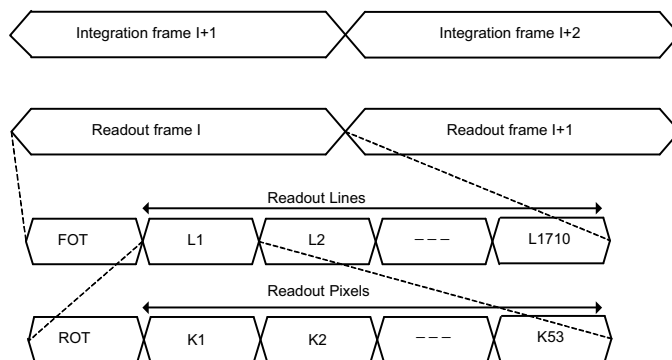 Integration frame I+1 Integration frame I+2
Readout frame I Readout frame I+1
Readout Lines
FOT L1 L2 --- L1710
Readout Pixels
ROT K1 K2 --- K53